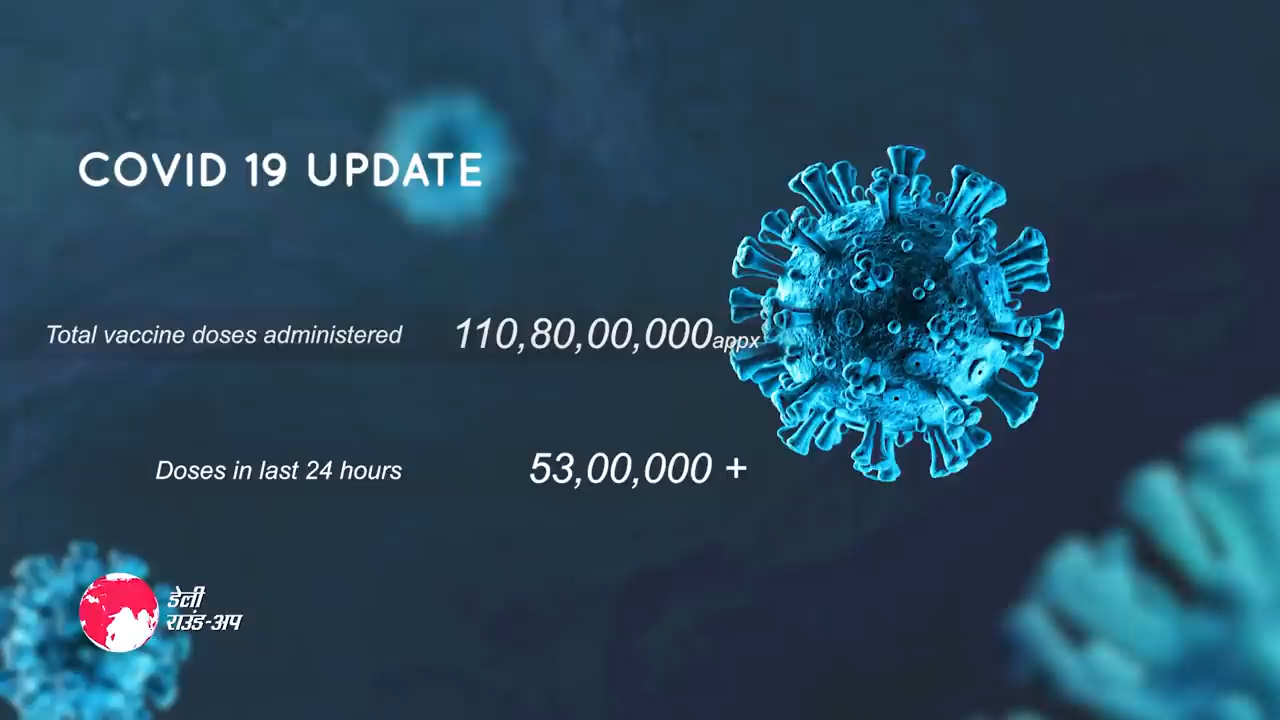 COVID 19 UPDATE
Total vaccine doses administered 110,80,00,000appx
Doses in last 24 hours 53,00,000 +
डेली
राउंड-अप